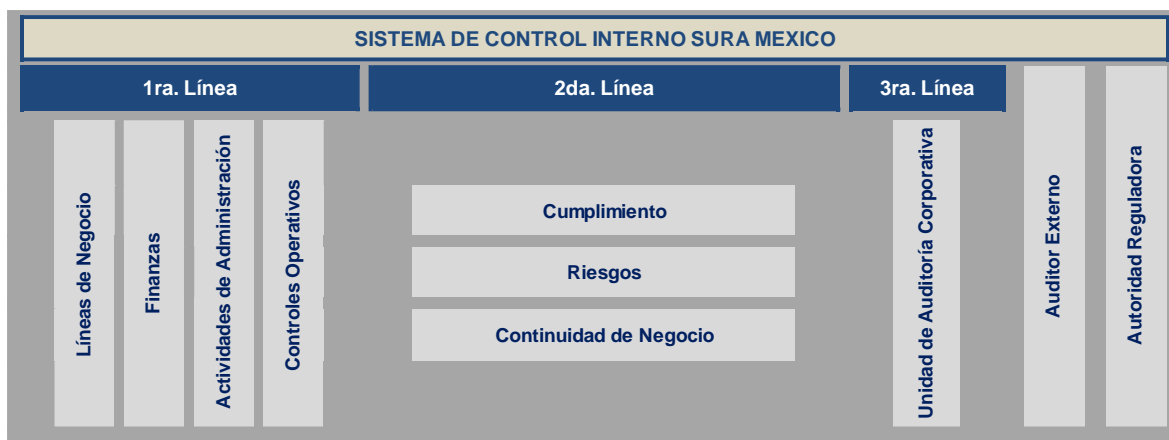 SISTEMA DE CONTROL INTERNO SURA MEXICO
1ra. Línea
2da. Línea
3ra. Línea
Líneas de Negocio
Finanzas
Actividades de Administración
Controles Operativos
Cumplimiento
Riesgos
Continuidad de Negocio
Unidad de Auditoría Corporativa
Auditor Externo
Autoridad Reguladora